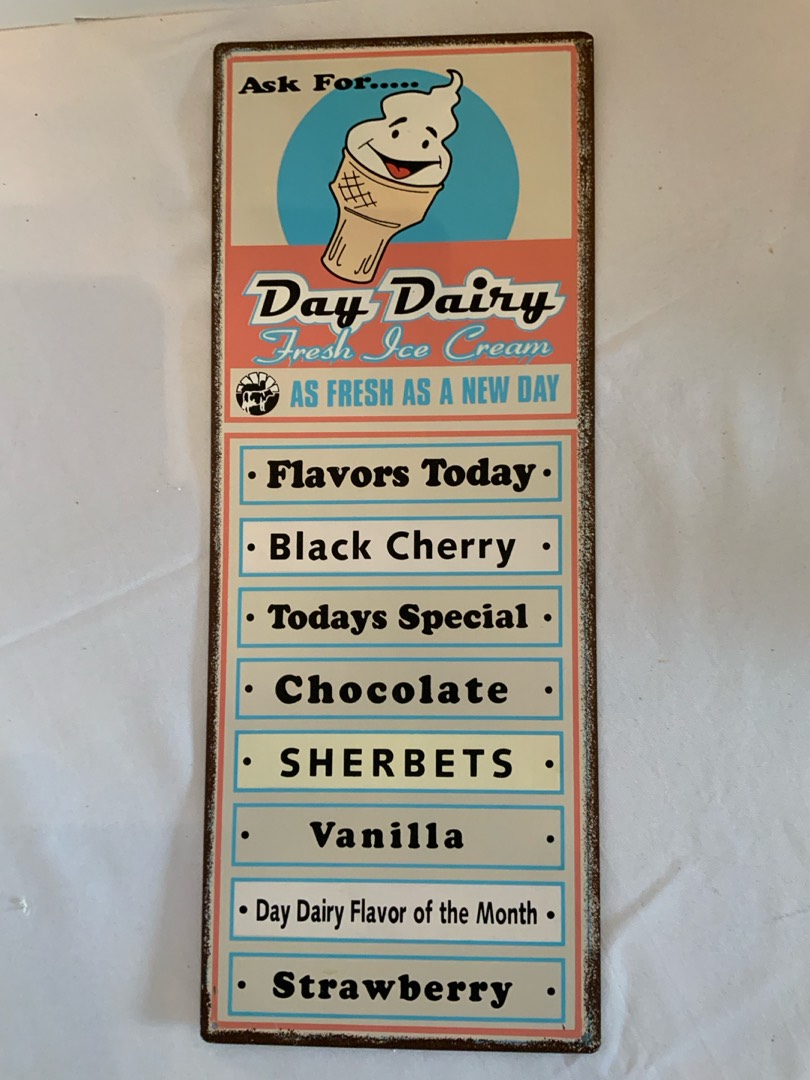 Ask For.....
Day Dairy
Fresh Ice Cream
AS FRESH AS A NEW DAY
• Flavors Today •
• Black Cherry •
• Todays Special •
• Chocolate •
• SHERBETS •
• Vanilla •
• Day Dairy Flavor of the Month •
• Strawberry •